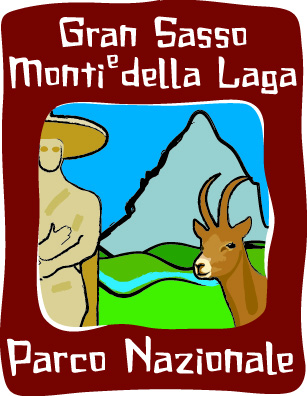 Gran Sasso
Monti e della Laga
Parco Nazionale